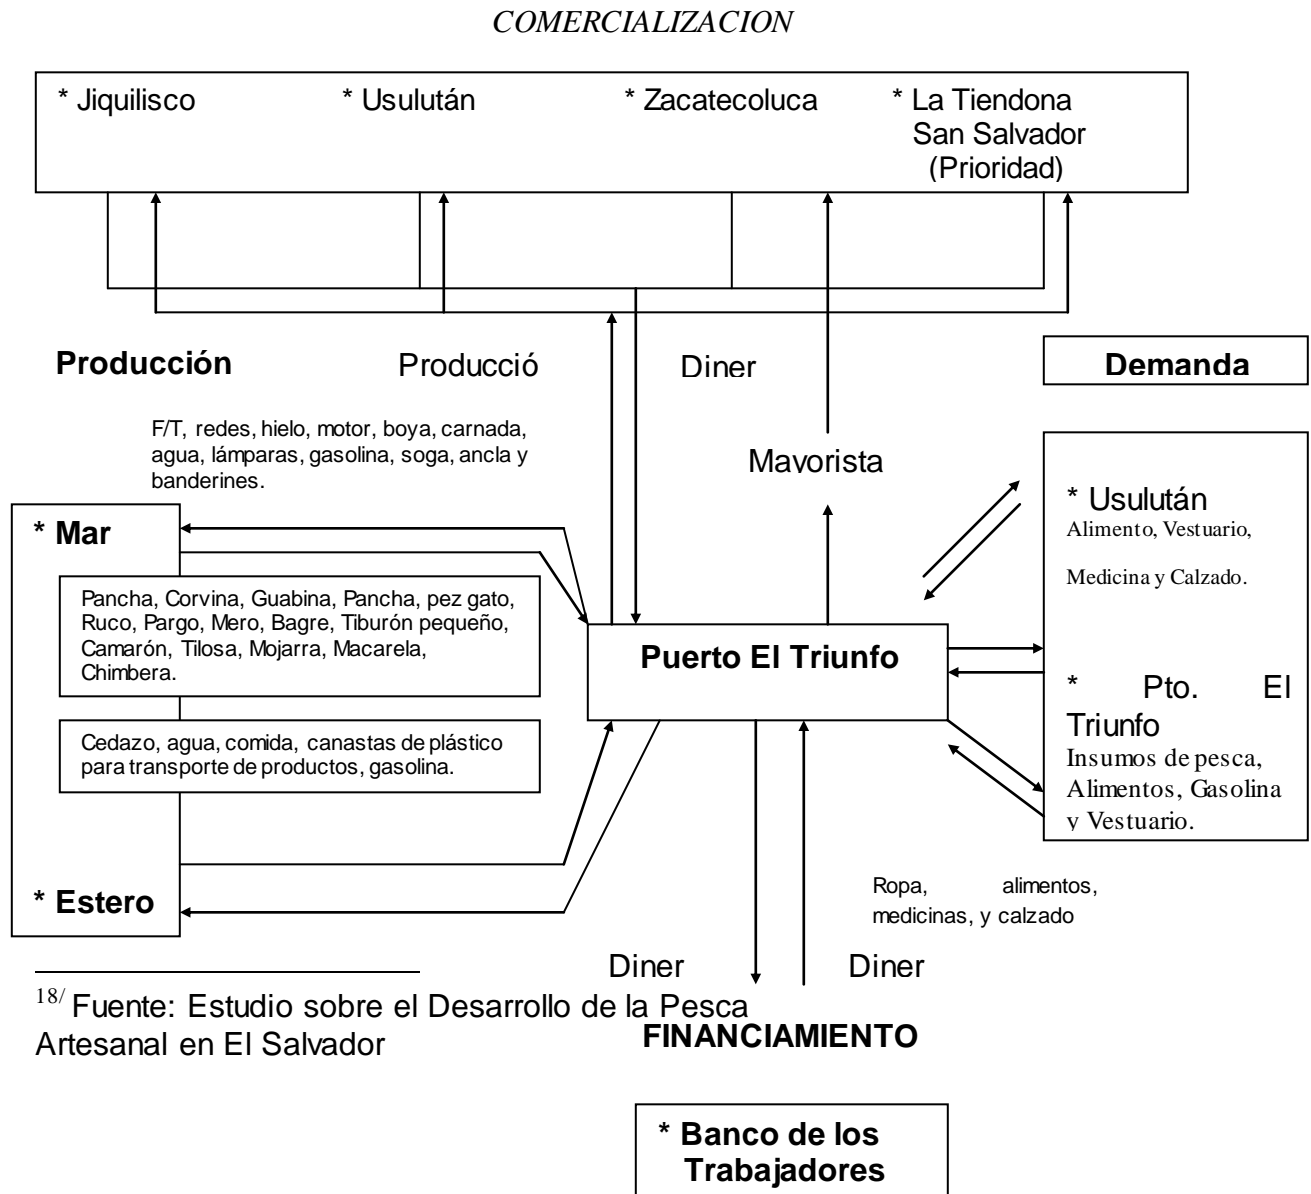 COMERCIALIZACION
* Jiquilisco * Usulután * Zacatecoluca * La Tiendona
San Salvador
(Prioridad)
Producción Producció Diner Demanda
F/T, redes, hielo, motor, boya, carnada,
agua, lámparas, gasolina, soga, ancla y
banderines.
Mayorista
* Usulután
Alimento, Vestuario,
Medicina y Calzado.
* Mar
Pancha, Corvina, Guabina, Pancha, pez gato,
Ruco, Pargo, Mero, Bagre, Tiburón pequeño,
Camarón, Tilosa, Mojarra, Macarela,
Chimbera.
Puerto El Triunfo
* Pto. El
Triunfo
Insumos de pesca,
Alimentos, Gasolina
y Vestuario.
Cedazo, agua, comida, canastas de plástico
para transporte de productos, gasolina.
* Estero
Ropa, alimentos,
medicinas, y calzado
Diner Diner
18/ Fuente: Estudio sobre el Desarrollo de la Pesca
Artesanal en El Salvador
FINANCIAMIENTO
* Banco de los
Trabajadores